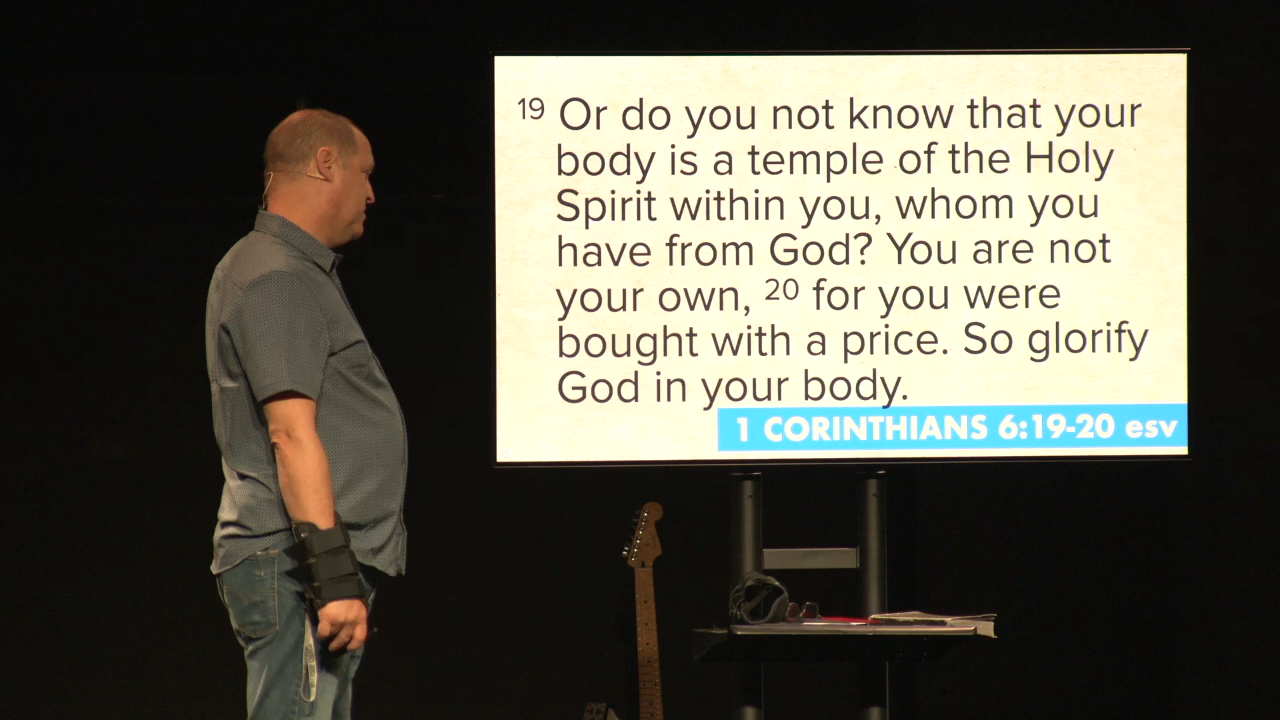 19 Or do you not know that your
body is a temple of the Holy
Spirit within you, whom you
have from God? You are not
your own, 20 for you were
bought with a price. So glorify
God in your body.
1 CORINTHIANS 6:19-20 esv